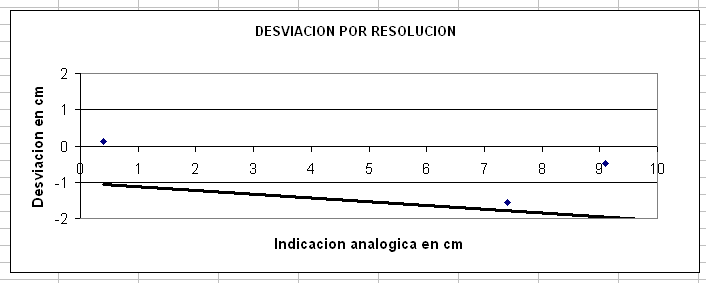 DESVIACION POR RESOLUCION
2
1
0
-1
-2
0 1 2 3 4 5 6 7 8 9 10
Desviacion en cm
Indicacion analogica en cm